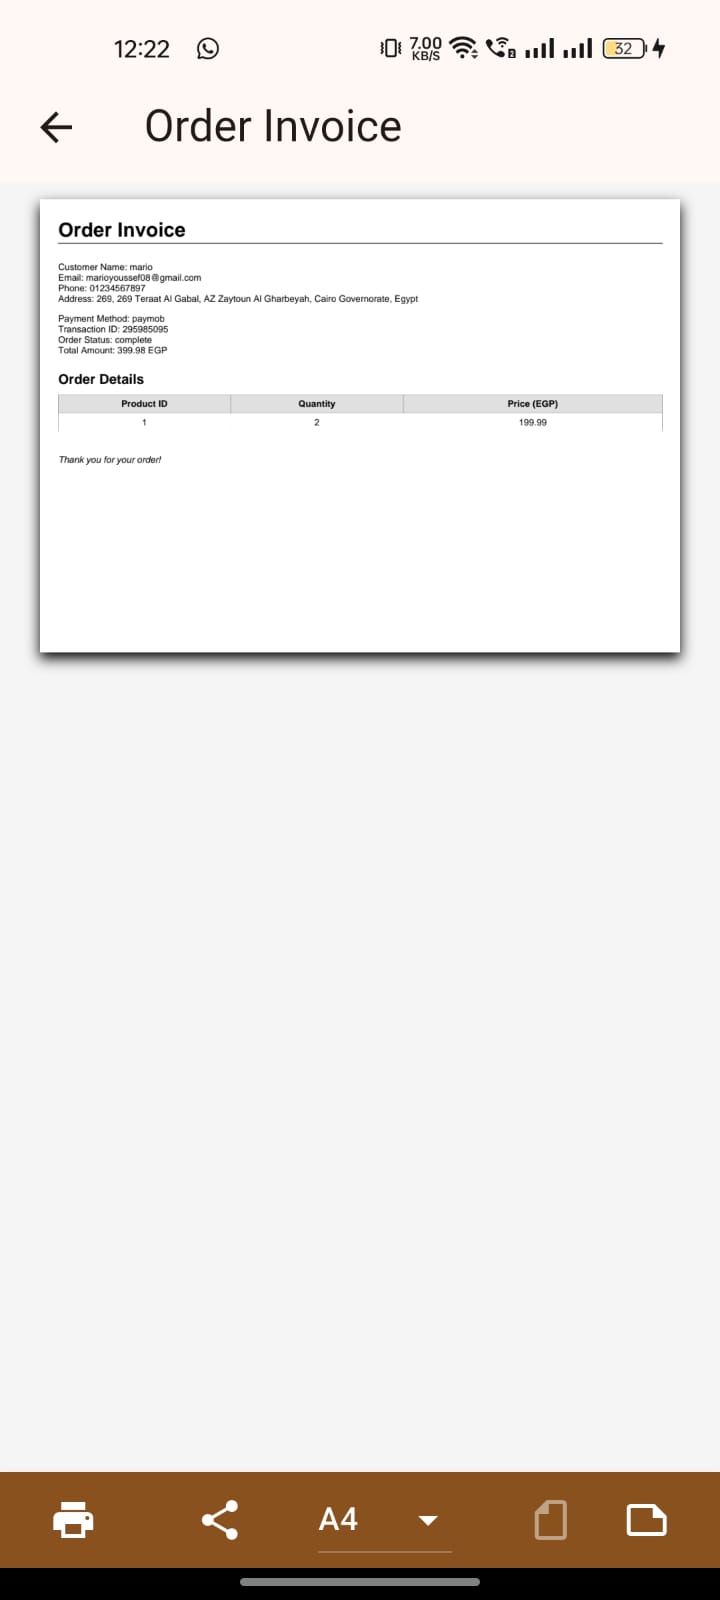 12:22
7.00
KB/S
2
32
Order Invoice
Order Invoice
Customer Name: mario
Email: marioyoussef08@gmail.com
Phone: 01234567897
Address: 269, 269 Teraat Al Gabal, AZ Zaytoun Al Gharbeyah, Cairo Governorate, Egypt
Payment Method: paymob
Transaction ID: 295985095
Order Status: complete
Total Amount: 399.98 EGP
Order Details
Product ID Quantity Price (EGP)
1 2 199.99
Thank you for your order!
A4